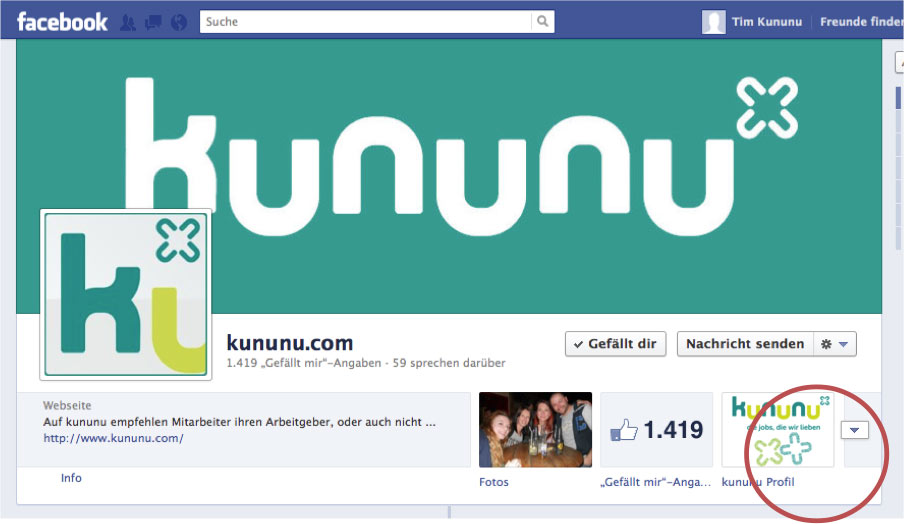 facebook
Suche
Tim Kununu
Freunde finden
kununu
ku
kununu.com
1.419 „Gefällt mir“-Angaben · 59 sprechen darüber
Gefällt dir
Nachricht senden
Webseite
Auf kununu empfehlen Mitarbeiter ihren Arbeitgeber, oder auch nicht ...
http://www.kununu.com/
Info
1.419
kununu
die jobs, die wir lieben
Fotos
„Gefällt mir“-Anga...
kununu Profil